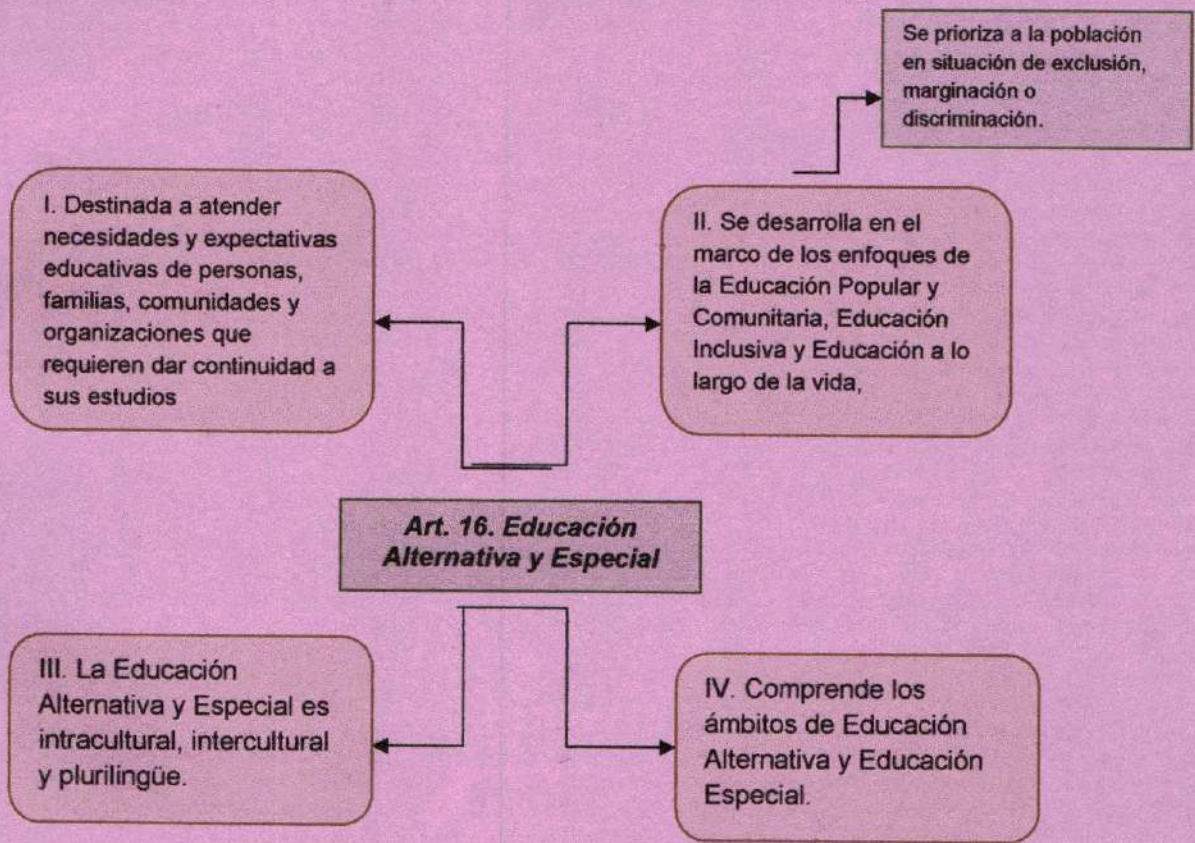 Se prioriza a la población
en situación de exclusión,
marginación o
discriminación.
I. Destinada a atender
necesidades y expectativas
educativas de personas,
familias, comunidades y
organizaciones que
requieren dar continuidad a
sus estudios
II. Se desarrolla en el
marco de los enfoques de
la Educación Popular y
Comunitaria, Educación
Inclusiva y Educación a lo
largo de la vida,
Art. 16. Educación
Alternativa y Especial
III. La Educación
Alternativa y Especial es
intracultural, intercultural
y plurilingüe.
IV. Comprende los
ámbitos de Educación
Alternativa y Educación
Especial.